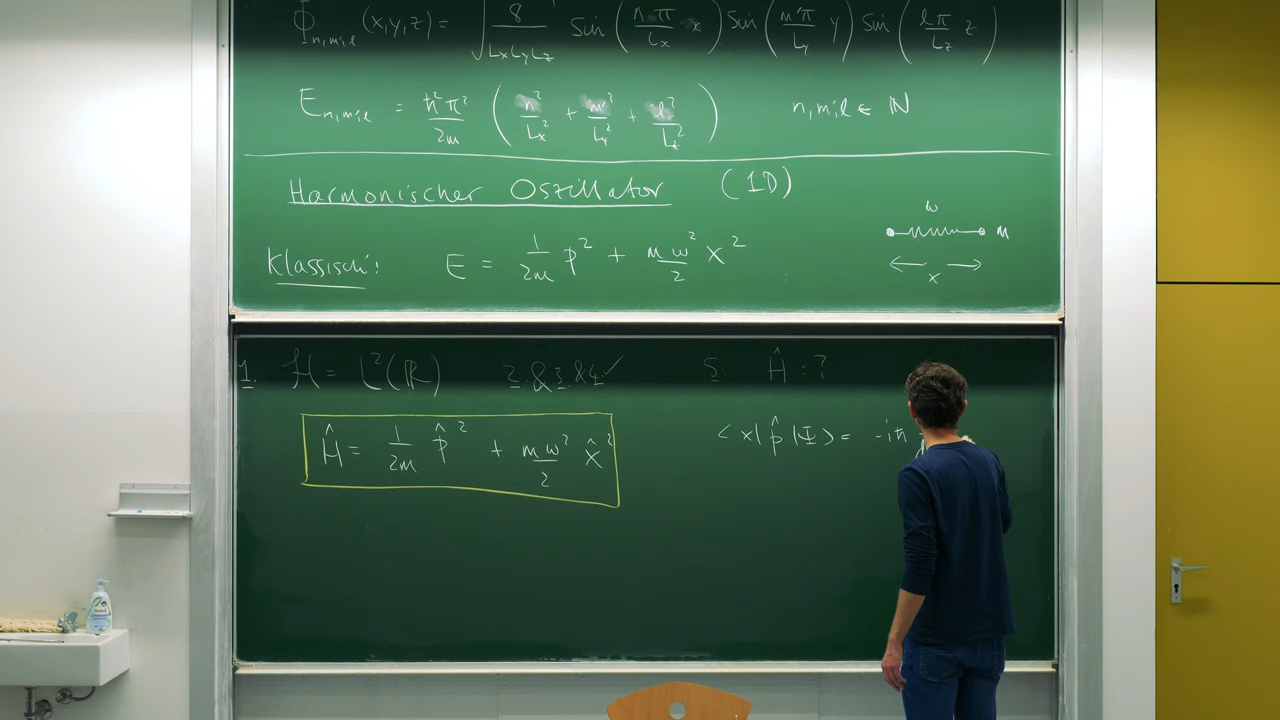 Φ_{n,m,l} (x,y,z) = √(8/(LxLyLz)) Sin (nπ/Lx x) Sin (mπ/Ly y) Sin (lπ/Lz z)
E_{n,m,l} = ħ²π²/2m (n²/Lx² + m²/Ly² + l²/Lz²) n,m,l ∈ ℕ
Harmonischer Oszillator (1D)
ω
m
Klassisch: E = 1/2m p² + mω²/2 x²
x
1. ℋ = L²(ℝ) 2. & 3 & 4 ✓ 5. Ĥ = ?
Ĥ = 1/2m p̂² + mω²/2 x̂²
<x| p̂ |Φ> = -iħ